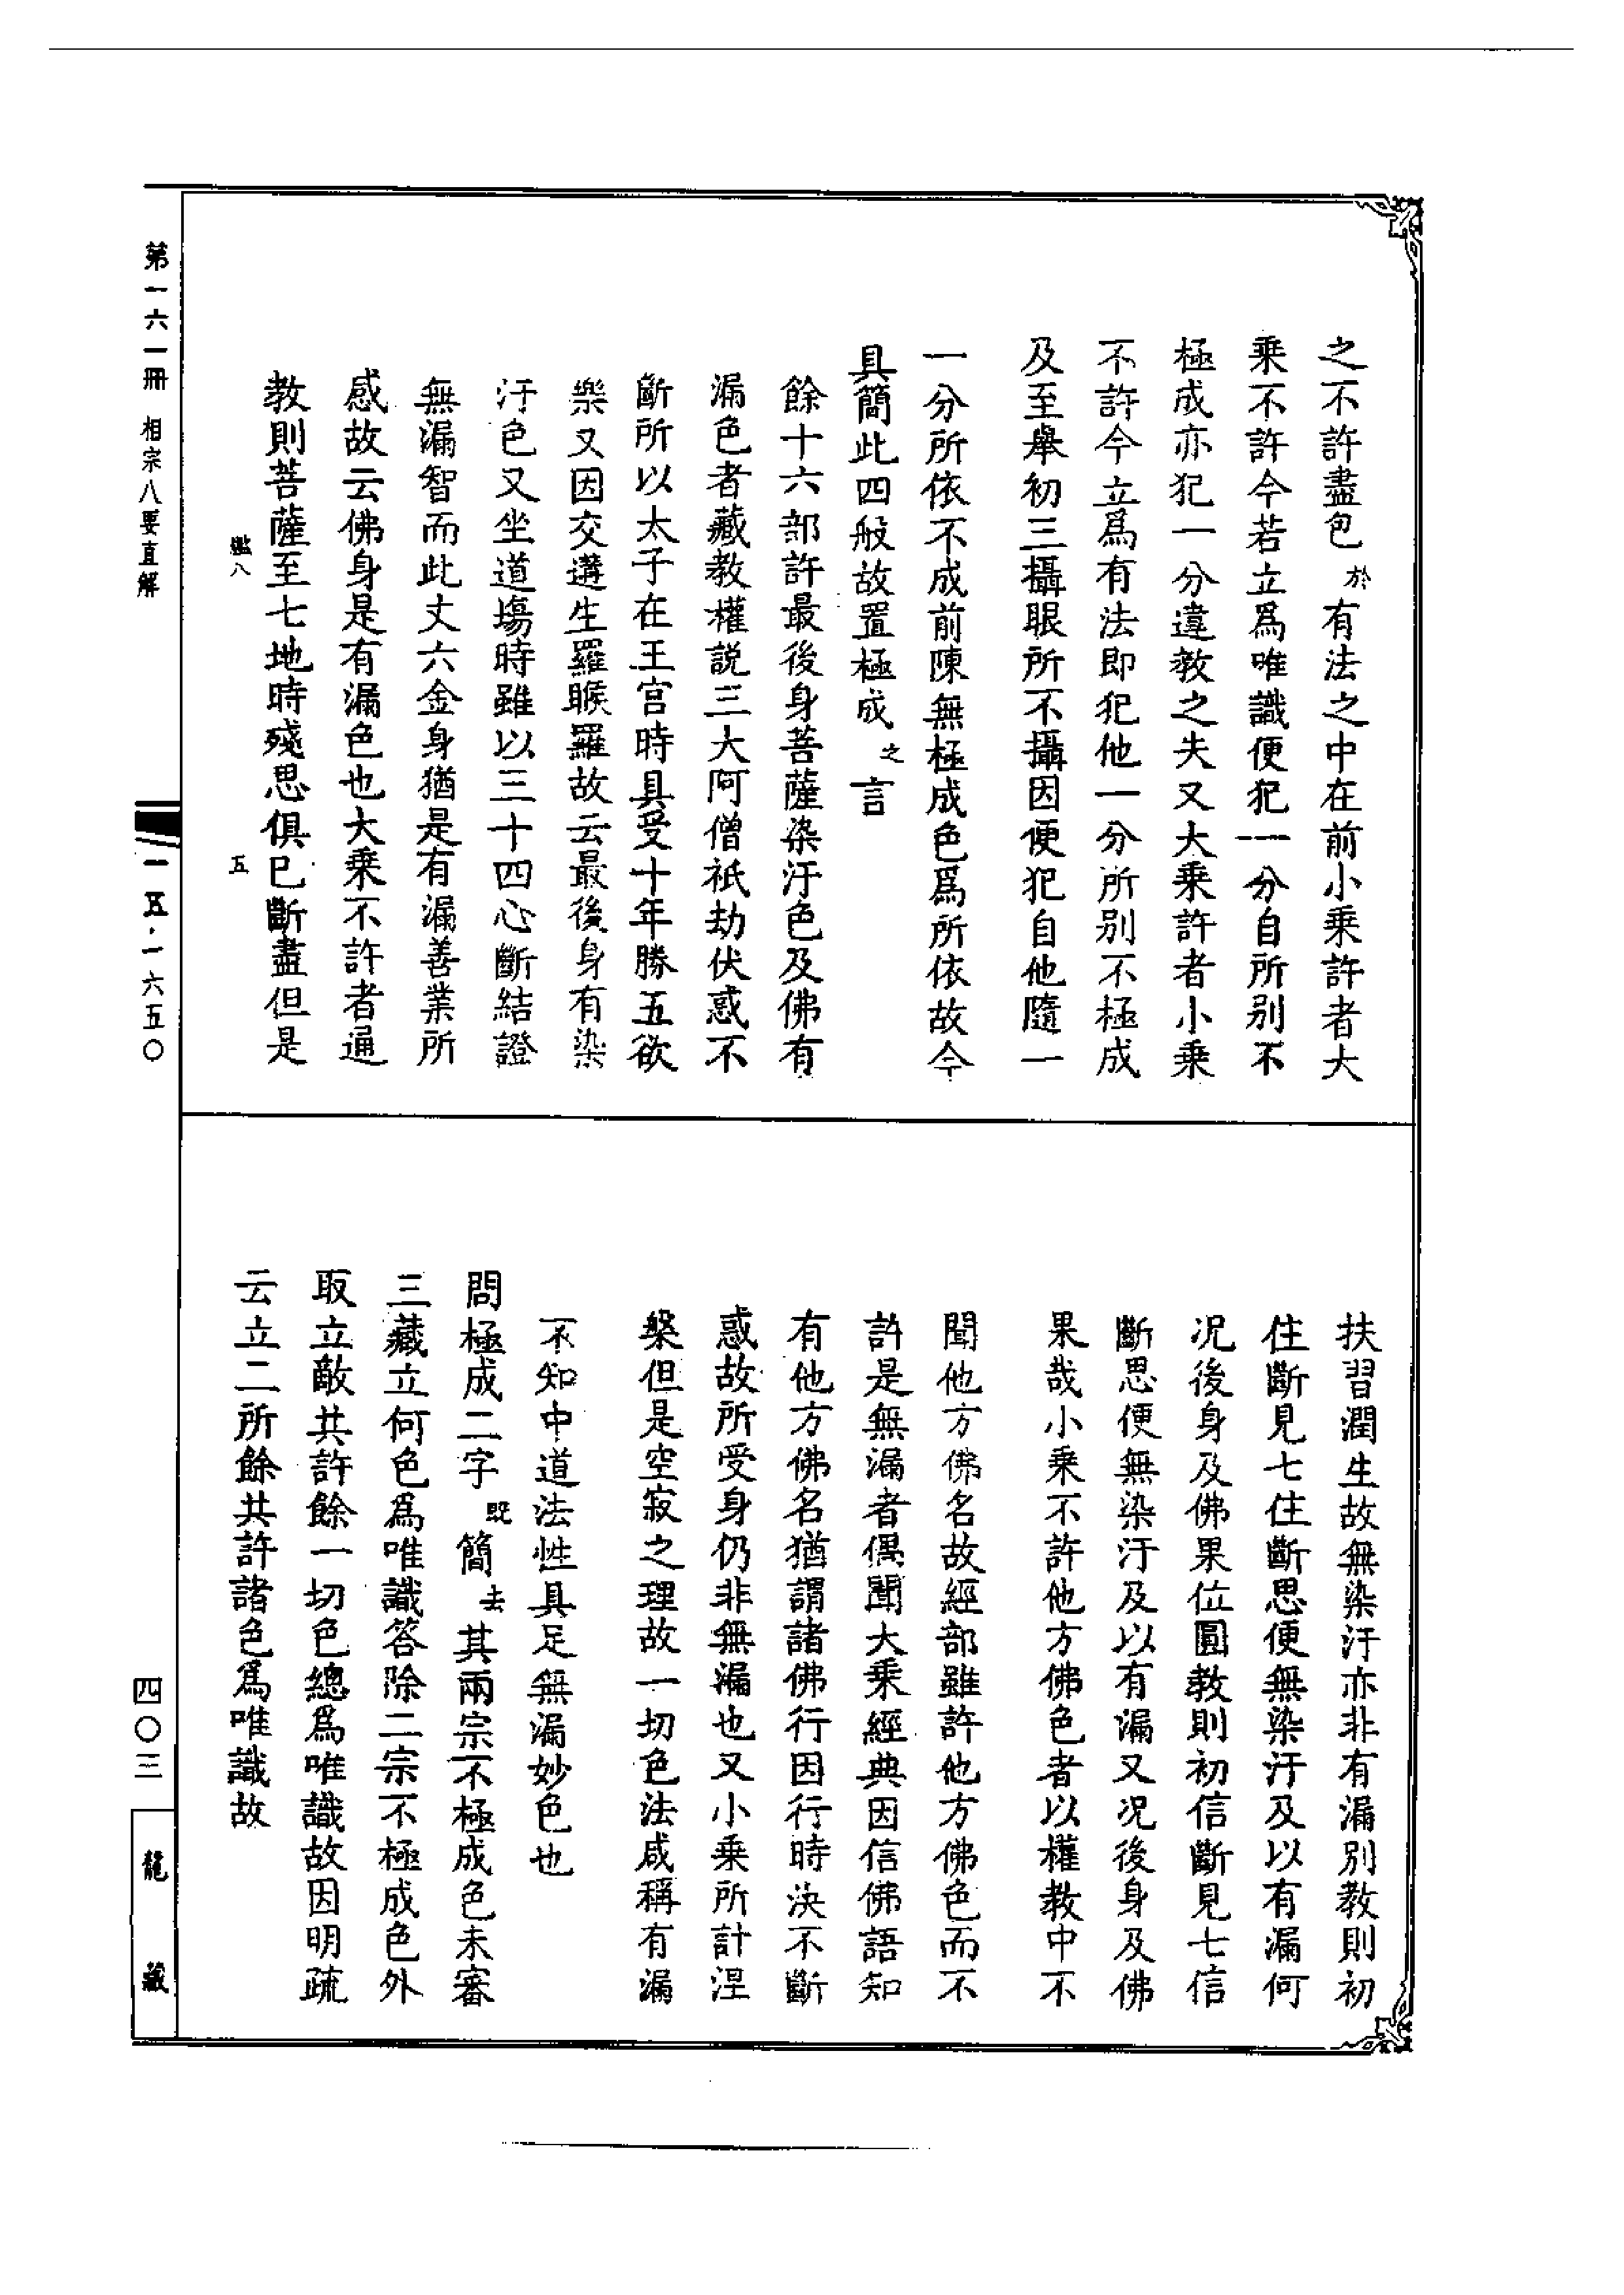 之不許盡包於有法之中在前小乘許者大
乘不許今若立爲唯識便犯一一分自所別不
極成亦犯一分違教之失又大乘許者小乘
不許今立爲有法即犯他一分所別不極成
及至舉初三攝眼所不攝因便犯自他隨一
一分所依不成前陳無極成色爲所依故今
具簡此四般故置極成之言
餘十六部許最後身菩薩染汙色及佛有
漏色者藏教權說三大阿僧祇劫伏惑不
斷所以太子在王宮時具受十年勝五欲
樂又因交遘生羅睺羅故云最後身有染
汙色又坐道塲時雖以三十四心斷結證
無漏智而此丈六金身猶是有漏善業所
感故云佛身是有漏色也大乘不許者通
教則菩薩至七地時殘思俱已斷盡但是
鑑八
五
扶習潤生故無染汙亦非有漏別教則初
住斷見七住斷思便無染汙及以有漏何
况後身及佛果位圓教則初信斷見七信
斷思便無染汙及以有漏又况後身及佛
果哉小乘不許他方佛色者以權教中不
聞他方佛名故經部雖許他方佛色而不
許是無漏者偶聞大乘經典因信佛語知
有他方佛名猶謂諸佛行因行時決不斷
惑故所受身仍非無漏也又小乘所計涅
槃但是空寂之理故一切色法咸稱有漏
不知中道法性具足無漏妙色也
問極成二字既簡去其兩宗不極成色未審
三藏立何色爲唯識答除二宗不極成色外
取立敵共許餘一切色總爲唯識故因明疏
云立二所餘共許諸色爲唯識故
第一六一冊 相宗八要直解
一五·一六五〇
四〇三
龍藏